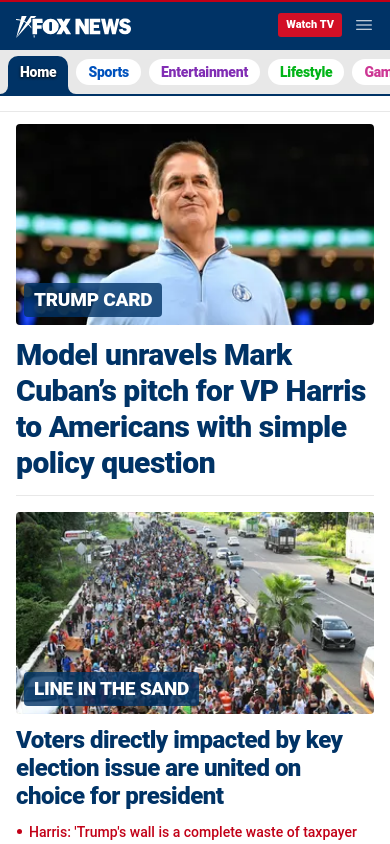 FOX NEWS
Watch TV
Home
Sports
Entertainment
Lifestyle
TRUMP CARD
Model unravels Mark
Cuban’s pitch for VP Harris
to Americans with simple
policy question
LINE IN THE SAND
Voters directly impacted by key
election issue are united on
choice for president
Harris: 'Trump's wall is a complete waste of taxpayer